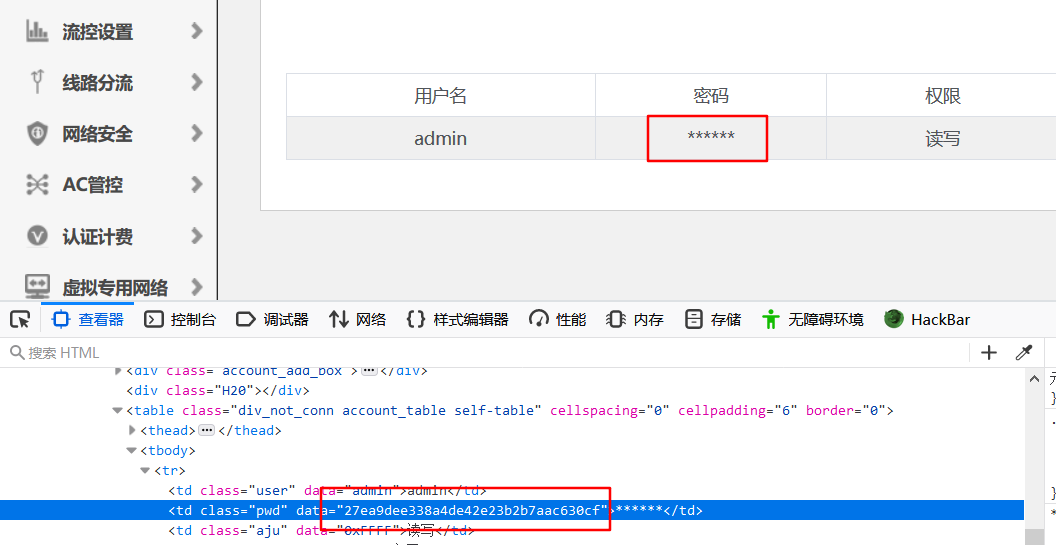 流控设置
线路分流
网络安全
AC管控
认证计费
虚拟专用网络
用户名 密码 权限
admin ****** 读写
查看器 控制台 调试器 网络 样式编辑器 性能 内存 存储 无障碍环境 HackBar
搜索 HTML
<div class="account_add_box"></div>
<div class="H20"></div>
<table class="div_not_conn account_table self-table" cellspacing="0" cellpadding="6" border="0">
<thead></thead>
<tbody>
<tr>
<td class="user" data="admin">admin</td>
<td class="pwd" data="27ea9dee338a4de42e23b2b7aac630cf">******</td>
<td class="aju" data="0xFFFF">读写</td>